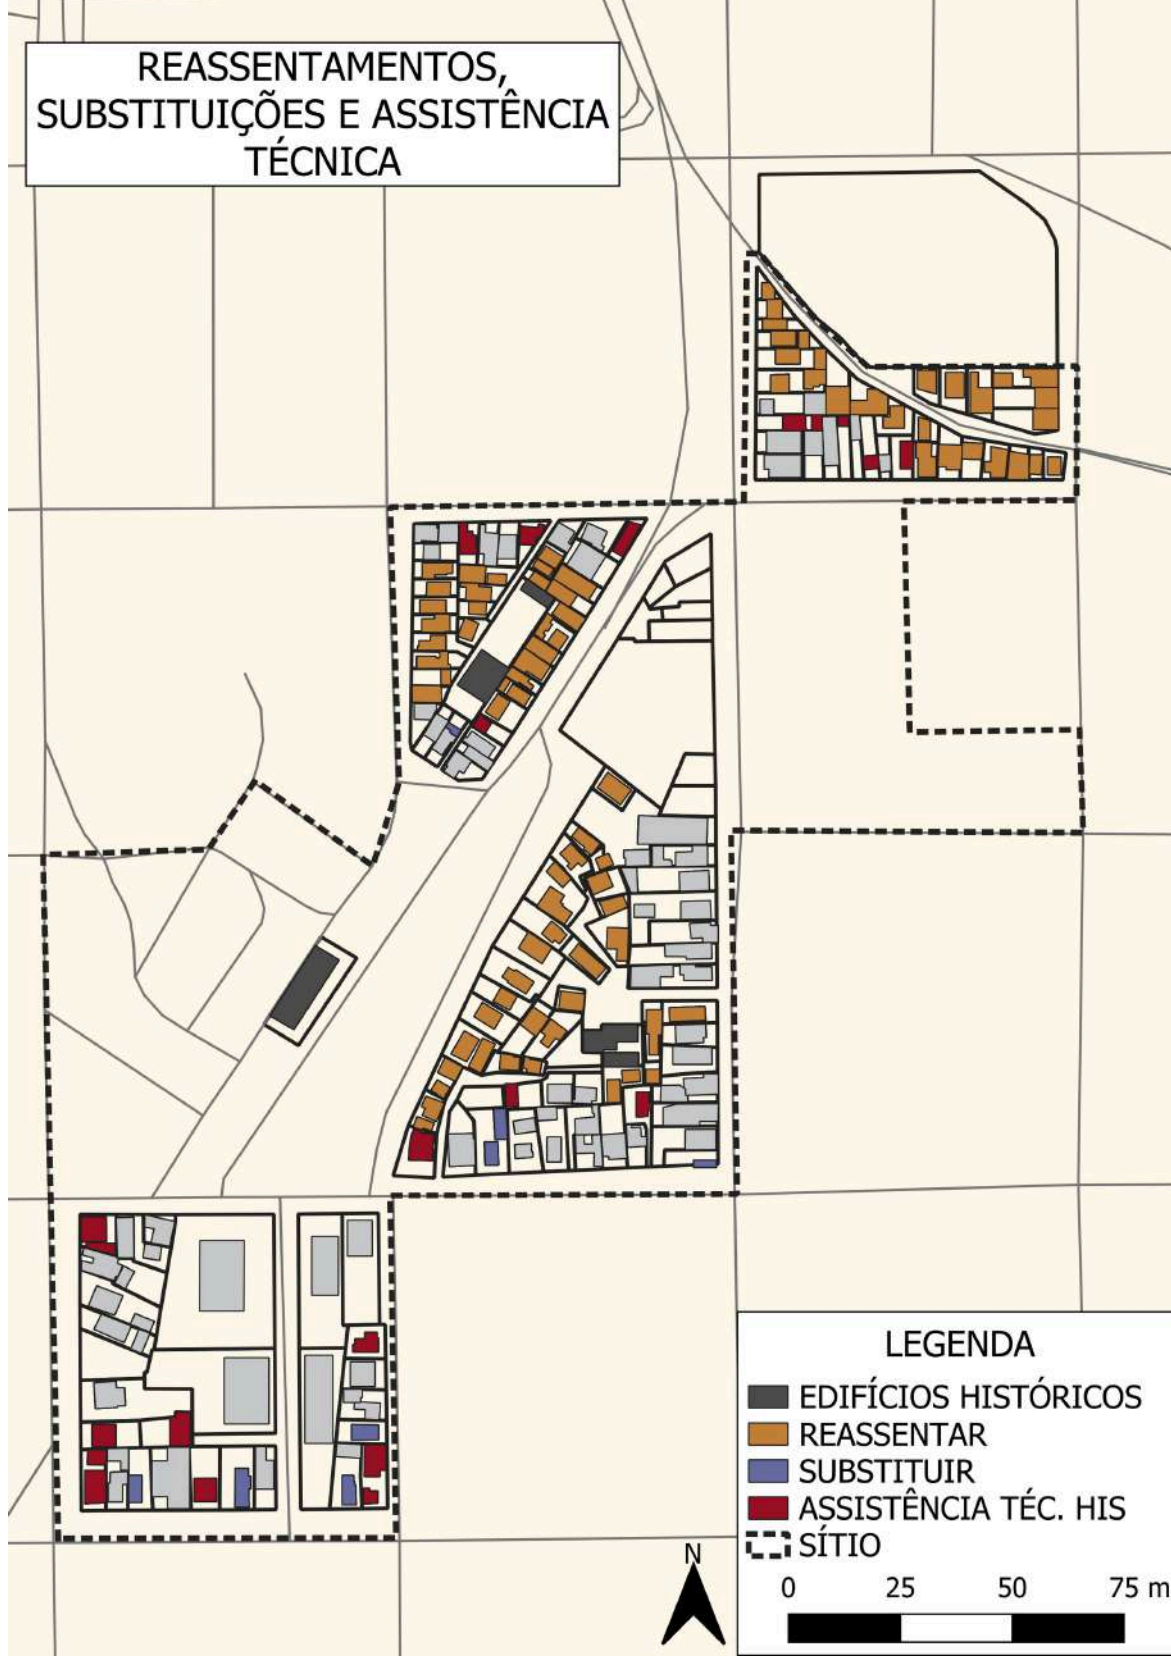 REASSENTAMENTOS,
SUBSTITUIÇÕES E ASSISTÊNCIA
TÉCNICA
LEGENDA
EDIFÍCIOS HISTÓRICOS
REASSENTAR
SUBSTITUIR
ASSISTÊNCIA TÉC. HIS
SÍTIO
N
0 25 50 75 m